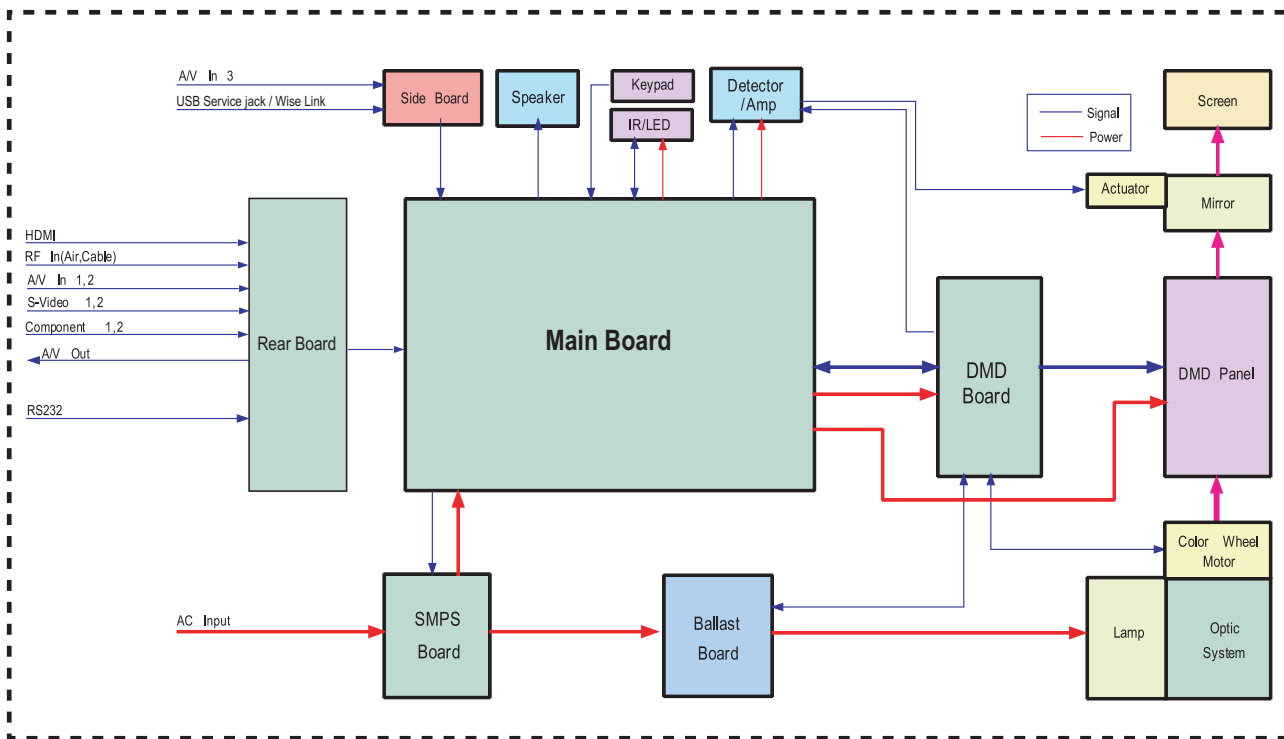 A/V In 3
USB Service jack / Wise Link
Side Board
Speaker
Keypad
IR/LED
Detector
/Amp
Signal
Power
Screen
Actuator
Mirror
HDMI
RF In(Air,Cable)
A/V In 1,2
S-Video 1,2
Component 1,2
A/V Out
RS232
Rear Board
Main Board
DMD
Board
DMD Panel
Color Wheel
Motor
AC Input
SMPS
Board
Ballast
Board
Lamp
Optic
System